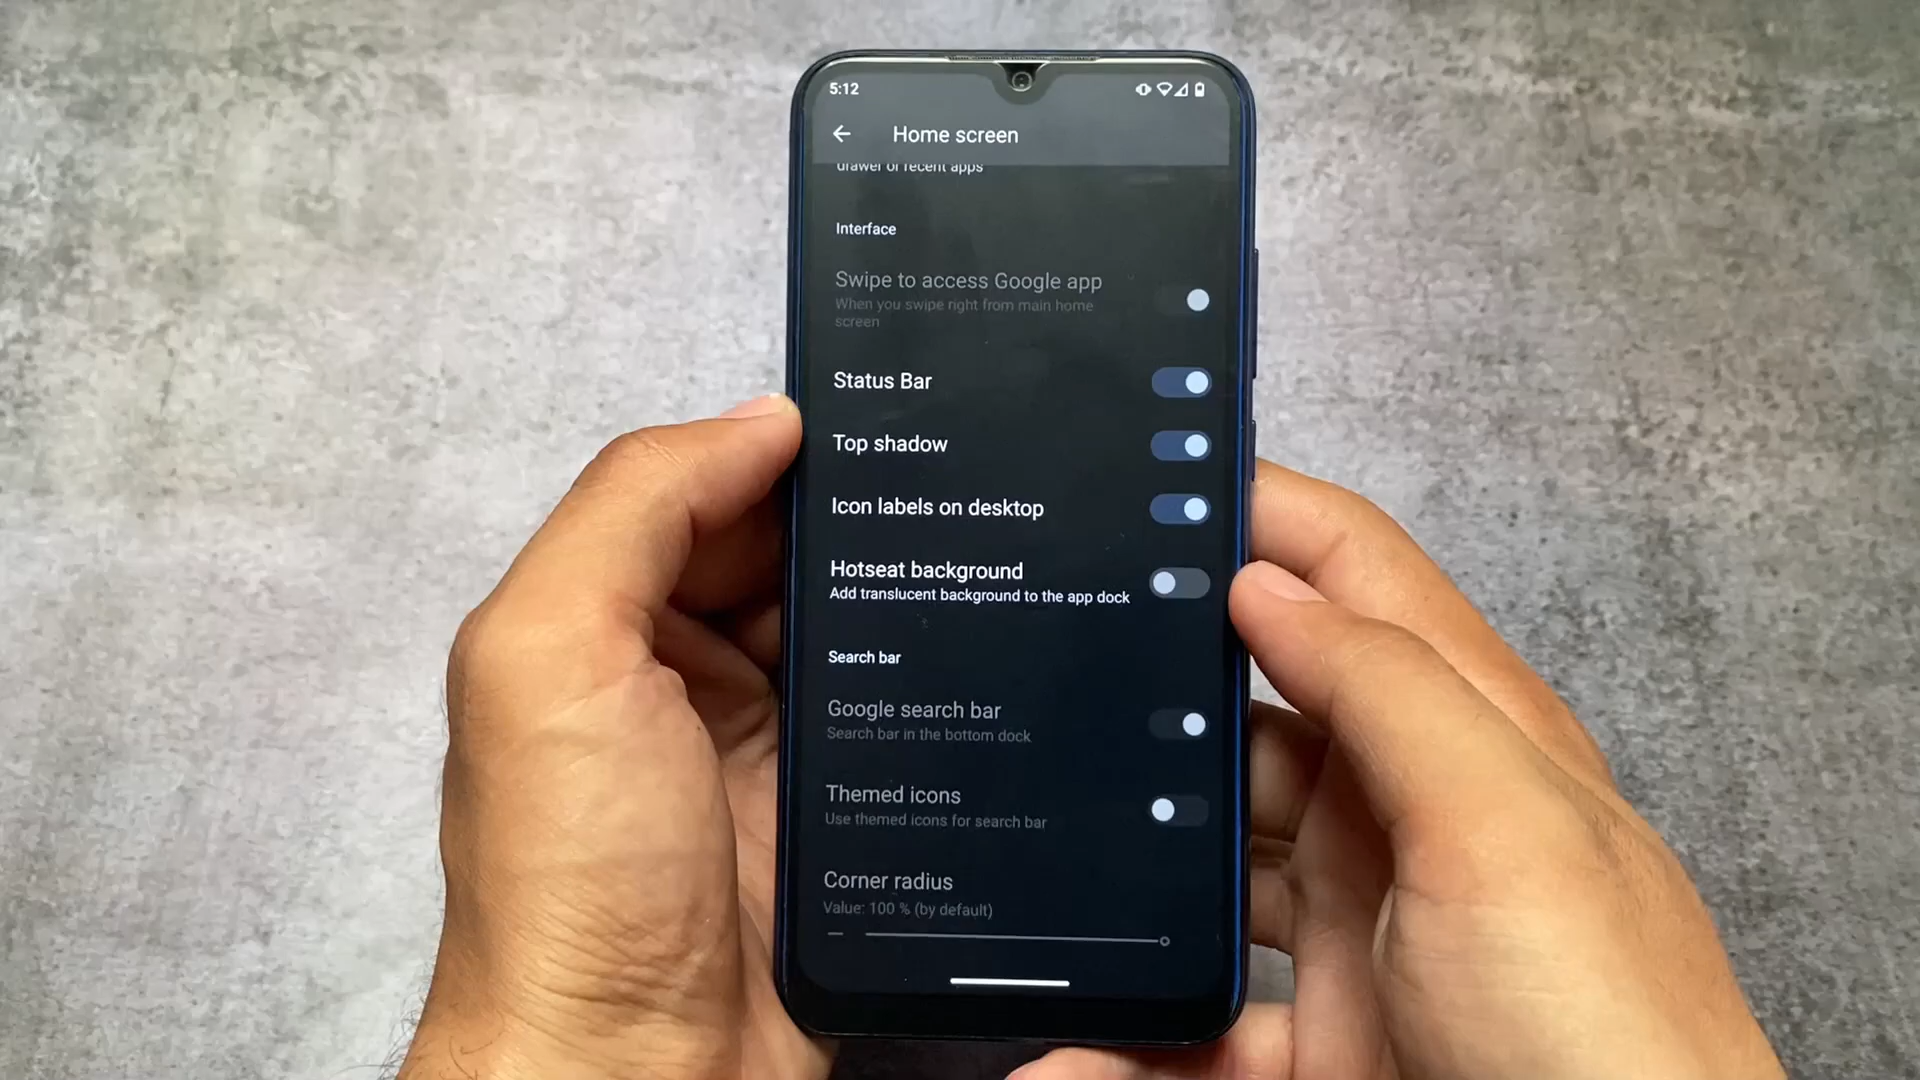 5:12
Home screen
drawer or recent apps
Interface
Swipe to access Google app
When you swipe right from main home
screen
Status Bar
Top shadow
Icon labels on desktop
Hotseat background
Add translucent background to the app dock
Search bar
Google search bar
Search bar in the bottom dock
Themed icons
Use themed icons for search bar
Corner radius
Value: 100 % (by default)